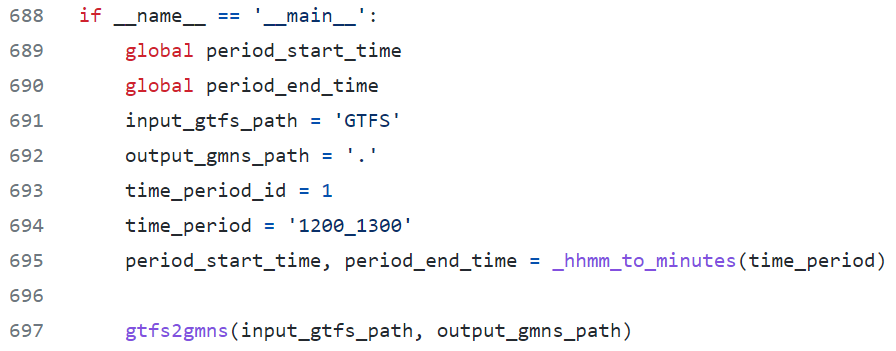 688 if __name__ == '__main__':
689     global period_start_time
690     global period_end_time
691     input_gtfs_path = 'GTFS'
692     output_gmns_path = '.'
693     time_period_id = 1
694     time_period = '1200_1300'
695     period_start_time, period_end_time = _hhmm_to_minutes(time_period)
696
697     gtfs2gmns(input_gtfs_path, output_gmns_path)